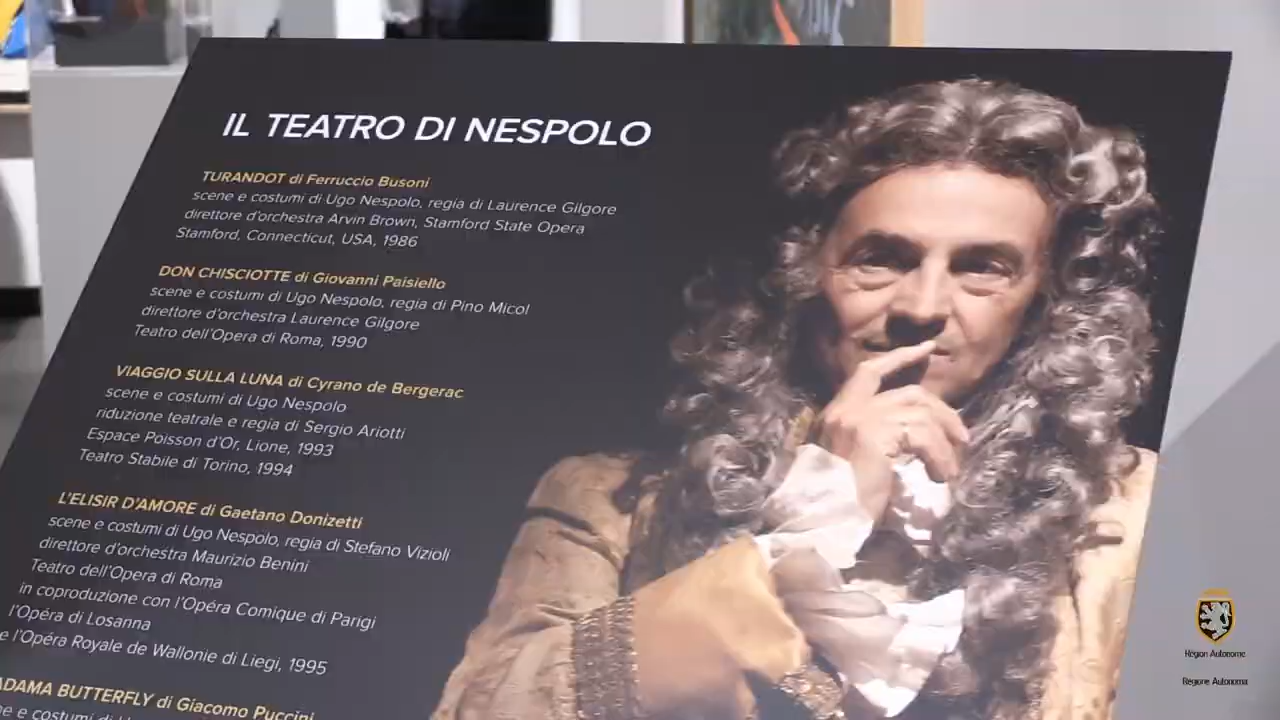 IL TEATRO DI NESPOLO
TURANDOT di Ferruccio Busoni
scene e costumi di Ugo Nespolo, regia di Laurence Gilgore
direttore d'orchestra Arvin Brown, Stamford State Opera
Stamford, Connecticut, USA, 1986
DON CHISCIOTTE di Giovanni Paisiello
scene e costumi di Ugo Nespolo, regia di Pino Micol
direttore d'orchestra Laurence Gilgore
Teatro dell'Opera di Roma, 1990
VIAGGIO SULLA LUNA di Cyrano de Bergerac
scene e costumi di Ugo Nespolo
riduzione teatrale e regia di Sergio Ariotti
Espace Poisson d'Or, Lione, 1993
Teatro Stabile di Torino, 1994
L'ELISIR D'AMORE di Gaetano Donizetti
scene e costumi di Ugo Nespolo, regia di Stefano Vizioli
direttore d'orchestra Maurizio Benini
Teatro dell'Opera di Roma
in coproduzione con l'Opéra Comique di Parigi
l'Opéra di Losanna
e l'Opéra Royale de Wallonie di Liegi, 1995
ADAMA BUTTERFLY di Giacomo Puccini
e costumi di
Région Autonome
Regione Autonoma